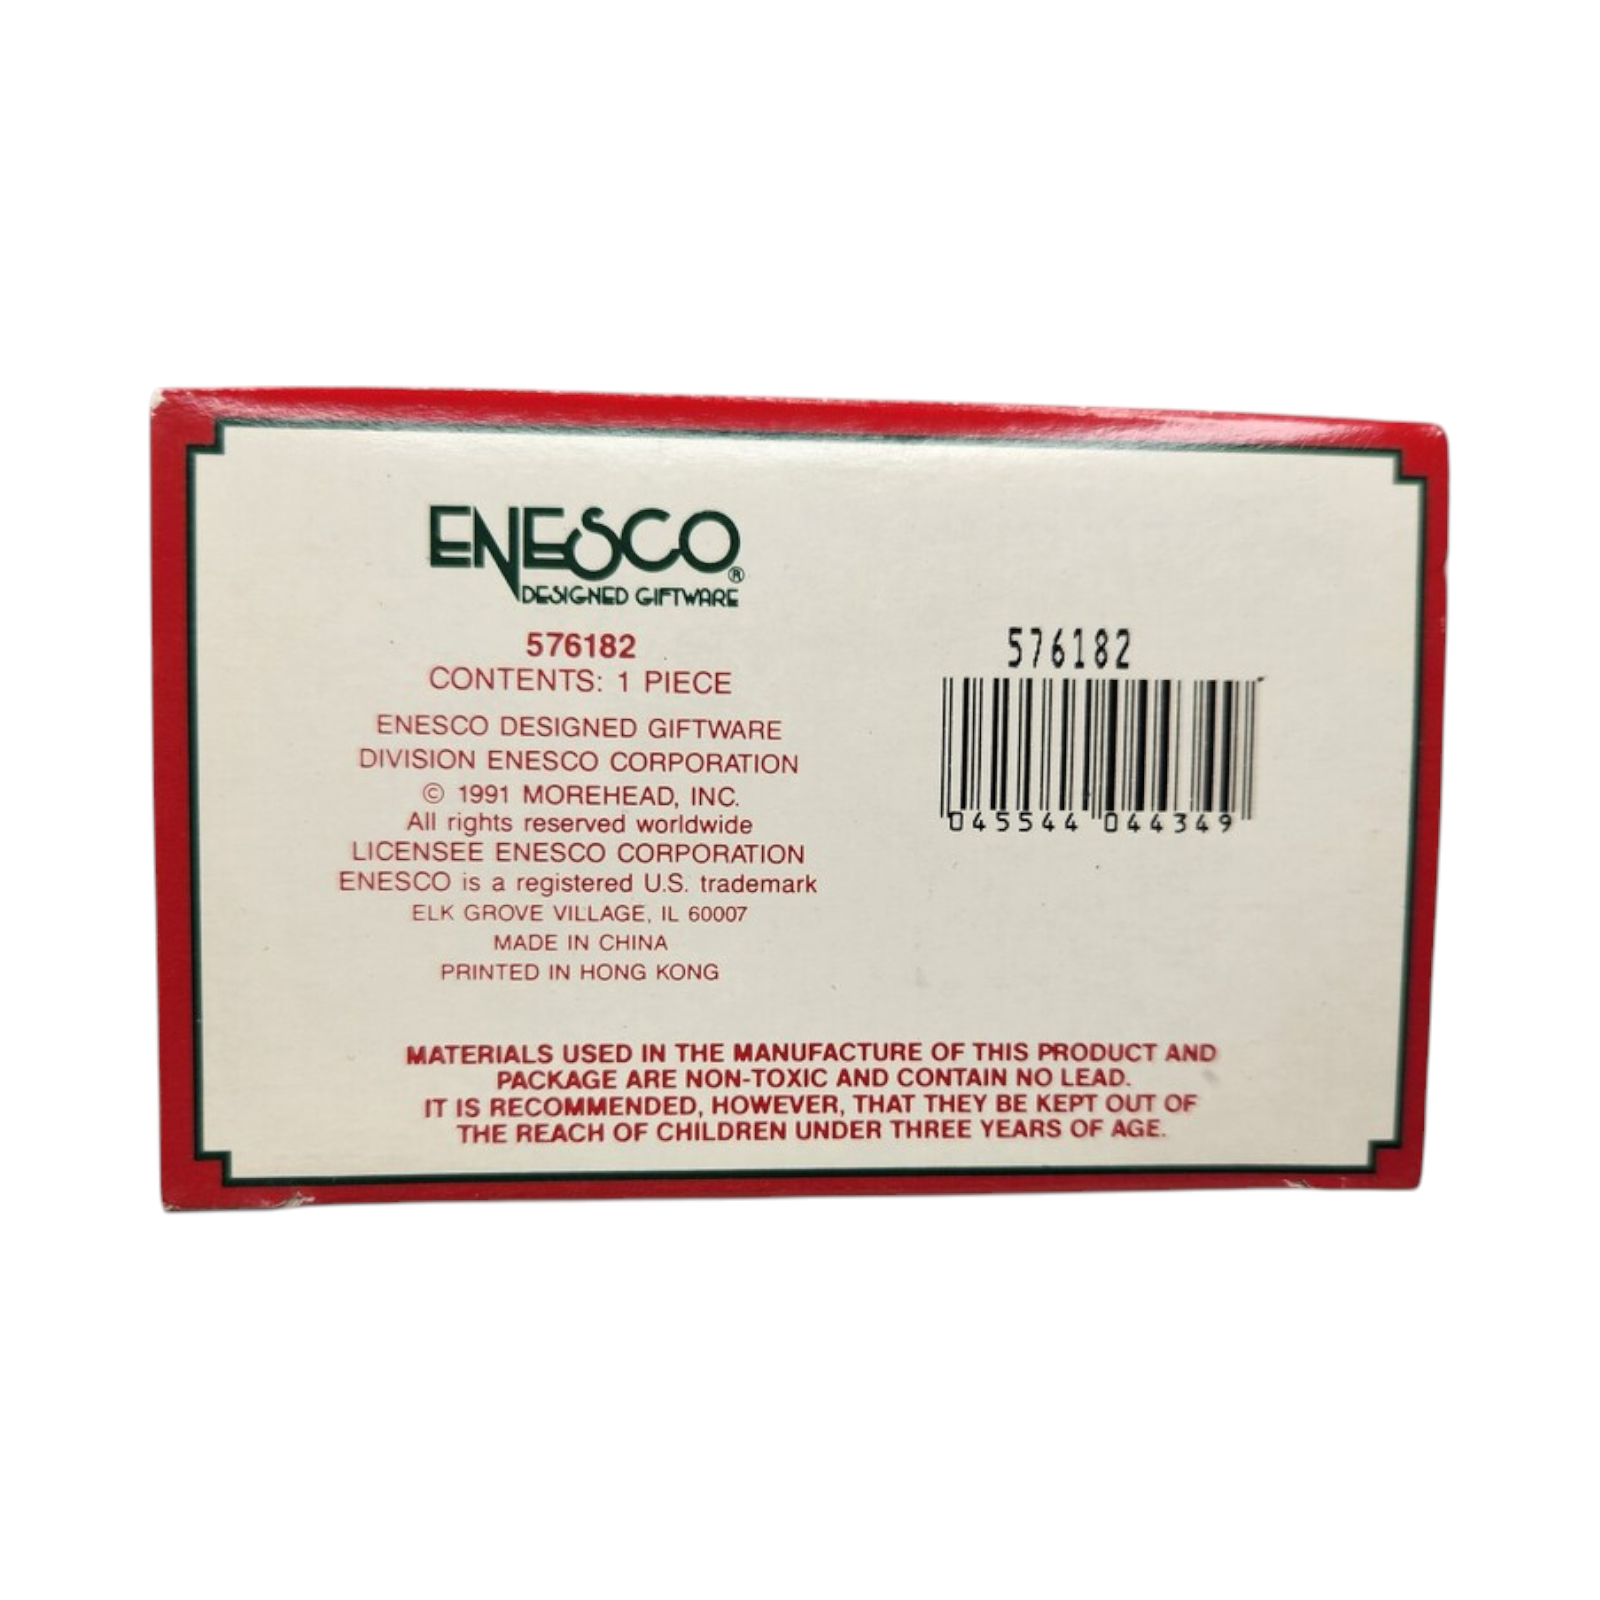 ENESCO®
DESIGNED GIFTWARE
576182
CONTENTS: 1 PIECE
ENESCO DESIGNED GIFTWARE
DIVISION ENESCO CORPORATION
© 1991 MOREHEAD, INC.
All rights reserved worldwide
LICENSEE ENESCO CORPORATION
ENESCO is a registered U.S. trademark
ELK GROVE VILLAGE, IL 60007
MADE IN CHINA
PRINTED IN HONG KONG
576182
045544 044349
MATERIALS USED IN THE MANUFACTURE OF THIS PRODUCT AND
PACKAGE ARE NON-TOXIC AND CONTAIN NO LEAD.
IT IS RECOMMENDED, HOWEVER, THAT THEY BE KEPT OUT OF
THE REACH OF CHILDREN UNDER THREE YEARS OF AGE.